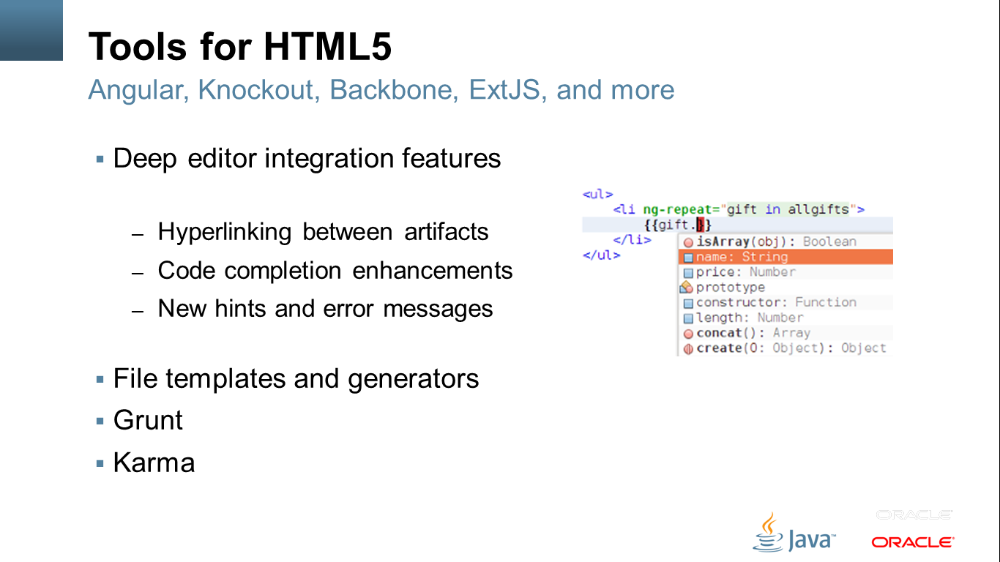 Tools for HTML5
Angular, Knockout, Backbone, ExtJS, and more
▪ Deep editor integration features
– Hyperlinking between artifacts
– Code completion enhancements
– New hints and error messages
▪ File templates and generators
▪ Grunt
▪ Karma
<ul>
<li ng-repeat="gift in allgifts">
{{gift.}}
</li>
</ul>
isArray(obj): Boolean
name: String
price: Number
prototype
constructor: Function
length: Number
concat(): Array
create(O: Object): Object
Java™
ORACLE
ORACLE®